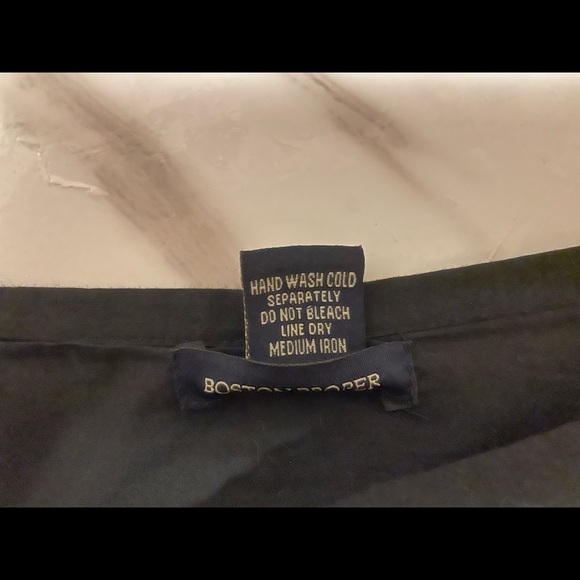 HAND WASH COLD
SEPARATELY
DO NOT BLEACH
LINE DRY
MEDIUM IRON
BOSTON PROPER